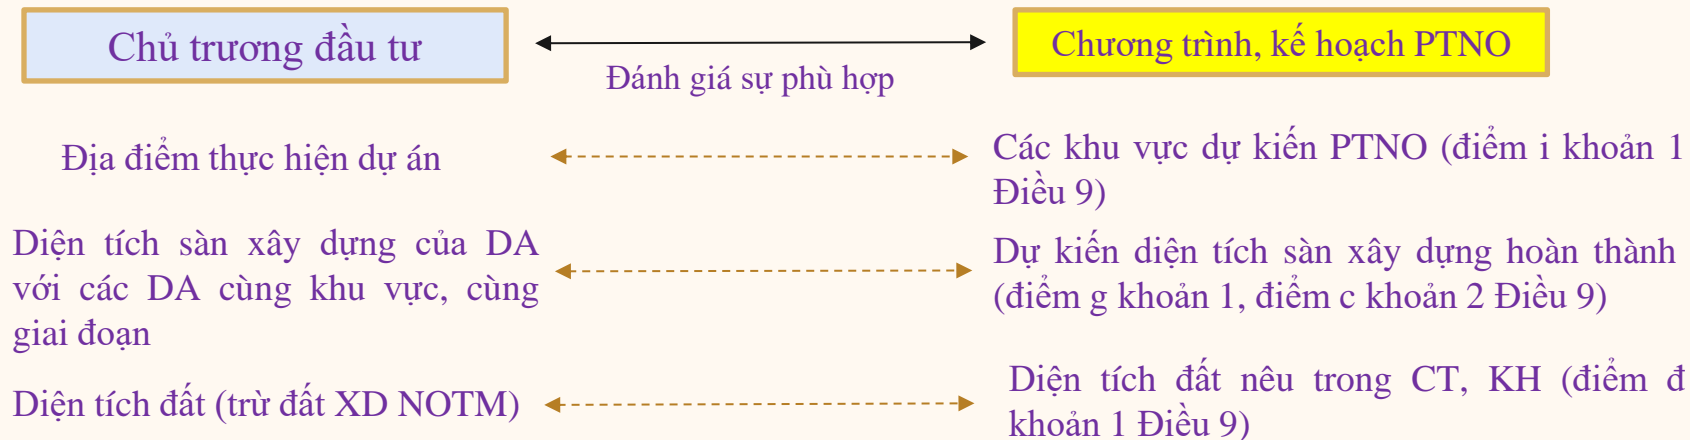 Chủ trương đầu tư
Chương trình, kế hoạch PTNO
Đánh giá sự phù hợp
Địa điểm thực hiện dự án
Các khu vực dự kiến PTNO (điểm i khoản 1
Điều 9)
Diện tích sàn xây dựng của DA
với các DA cùng khu vực, cùng
giai đoạn
Dự kiến diện tích sàn xây dựng hoàn thành
(điểm g khoản 1, điểm c khoản 2 Điều 9)
Diện tích đất (trừ đất XD NOTM)
Diện tích đất nêu trong CT, KH (điểm đ
khoản 1 Điều 9)